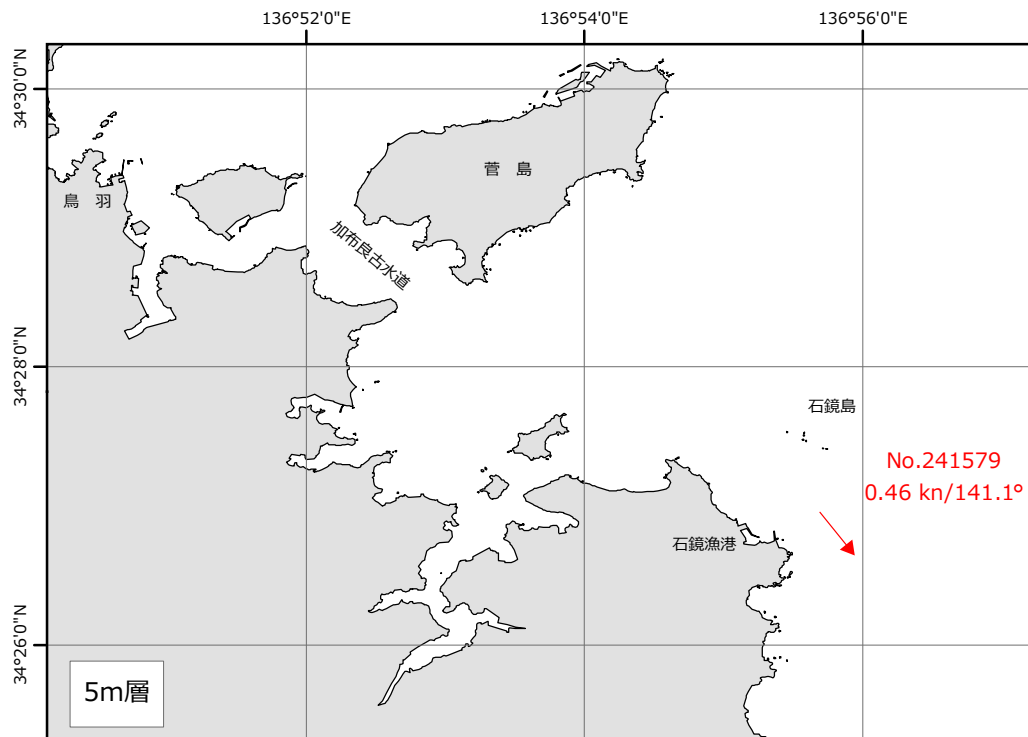 136°52'0"E
136°54'0"E
136°56'0"E
34°30'0"N
菅 島
鳥 羽
加布良古水道
34°28'0"N
石鏡島
No.241579
0.46 kn/141.1°
石鏡漁港
34°26'0"N
5m層